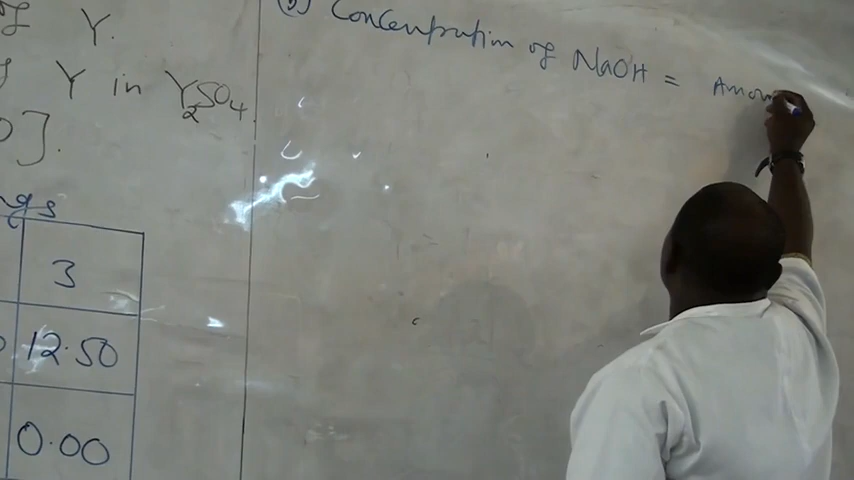 Y.
Y in Y2SO4.
]
3
12.50
0.00
(b) Concentration of NaOH = Amou